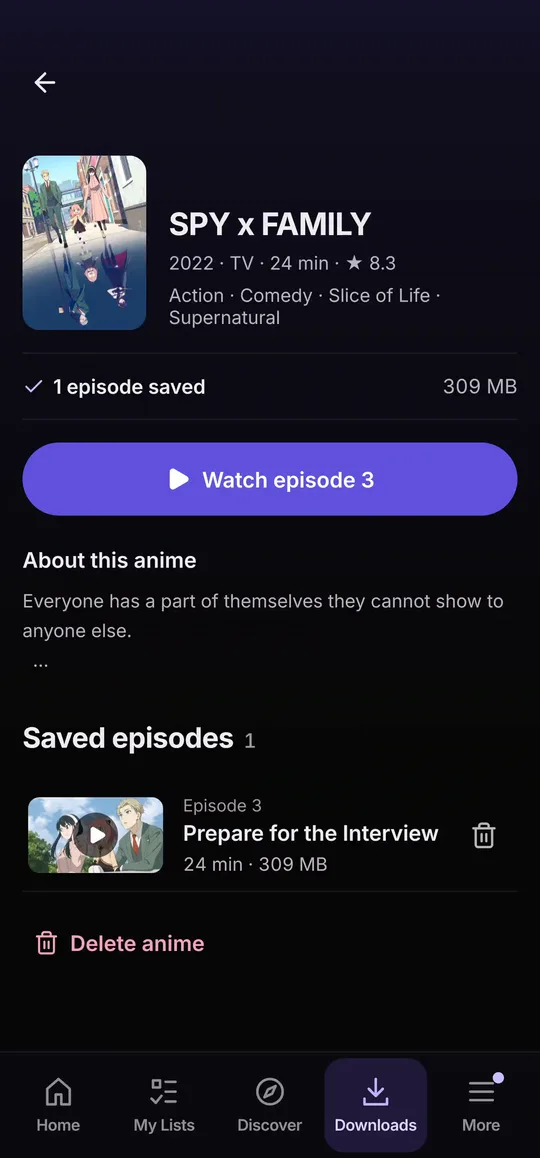 SPY x FAMILY
2022 · TV · 24 min · ★ 8.3
Action · Comedy · Slice of Life ·
Supernatural
1 episode saved
309 MB
Watch episode 3
About this anime
Everyone has a part of themselves they cannot show to
anyone else.
...
Saved episodes 1
Episode 3
Prepare for the Interview
24 min · 309 MB
Delete anime
Home
My Lists
Discover
Downloads
More